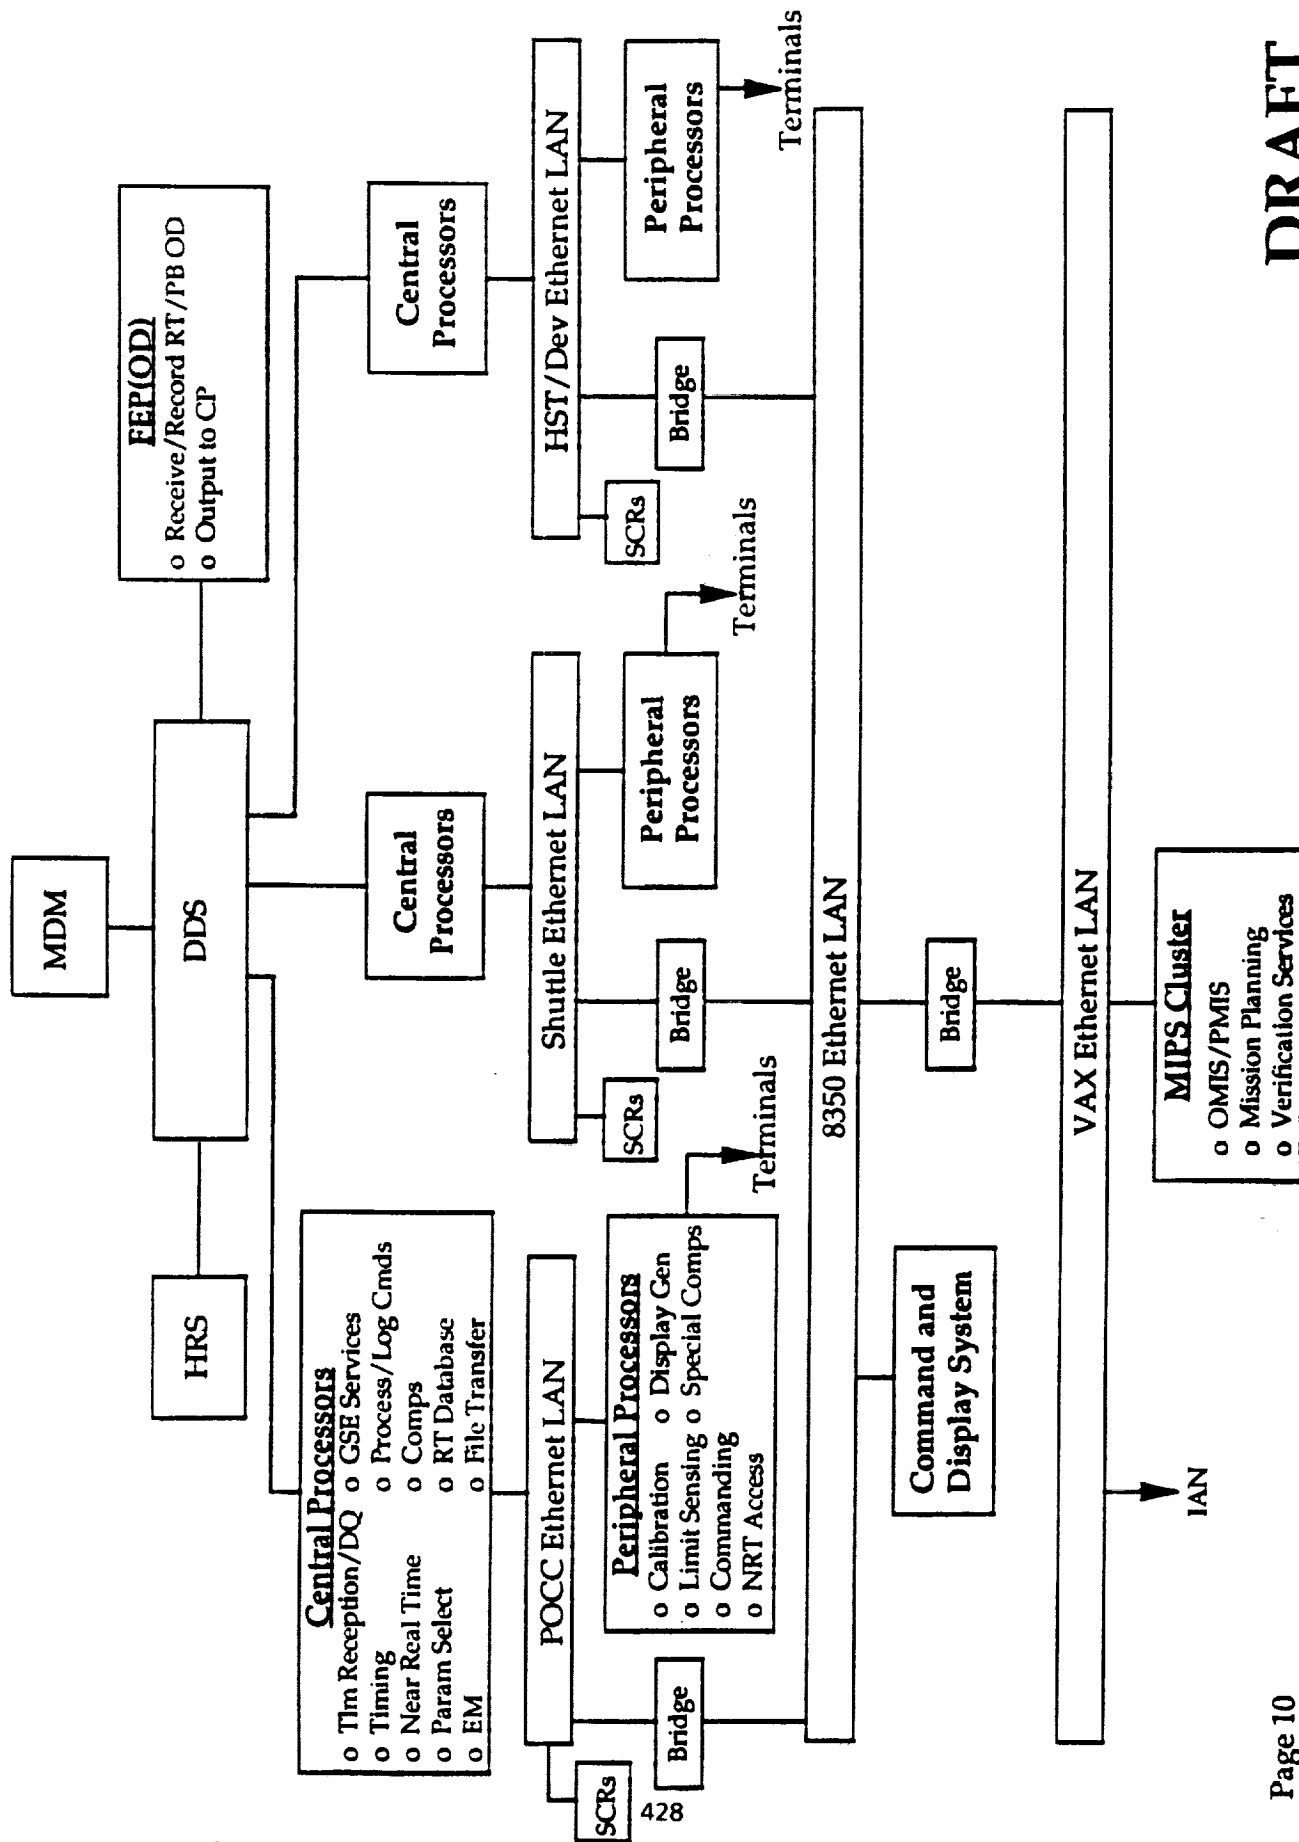 MDM
HRS
DDS
FEP(OD)
o Receive/Record RT/PB OD
o Output to CP
Central Processors
o Tlm Reception/DQ o GSE Services
o Timing o Process/Log Cmds
o Near Real Time o Comps
o Param Select o RT Database
o EM o File Transfer
Central
Processors
Central
Processors
POCC Ethernet LAN
Shuttle Ethernet LAN
HST/Dev Ethernet LAN
SCRs
Bridge
Peripheral Processors
o Calibration o Display Gen
o Limit Sensing o Special Comps
o Commanding
o NRT Access
Terminals
SCRs
Bridge
Peripheral
Processors
Terminals
SCRs
Bridge
Peripheral
Processors
Terminals
428
8350 Ethernet LAN
Command and
Display System
Bridge
VAX Ethernet LAN
IAN
MIPS Cluster
o OMIS/PMIS
o Mission Planning
o Verification Services
Page 10
DRAFT